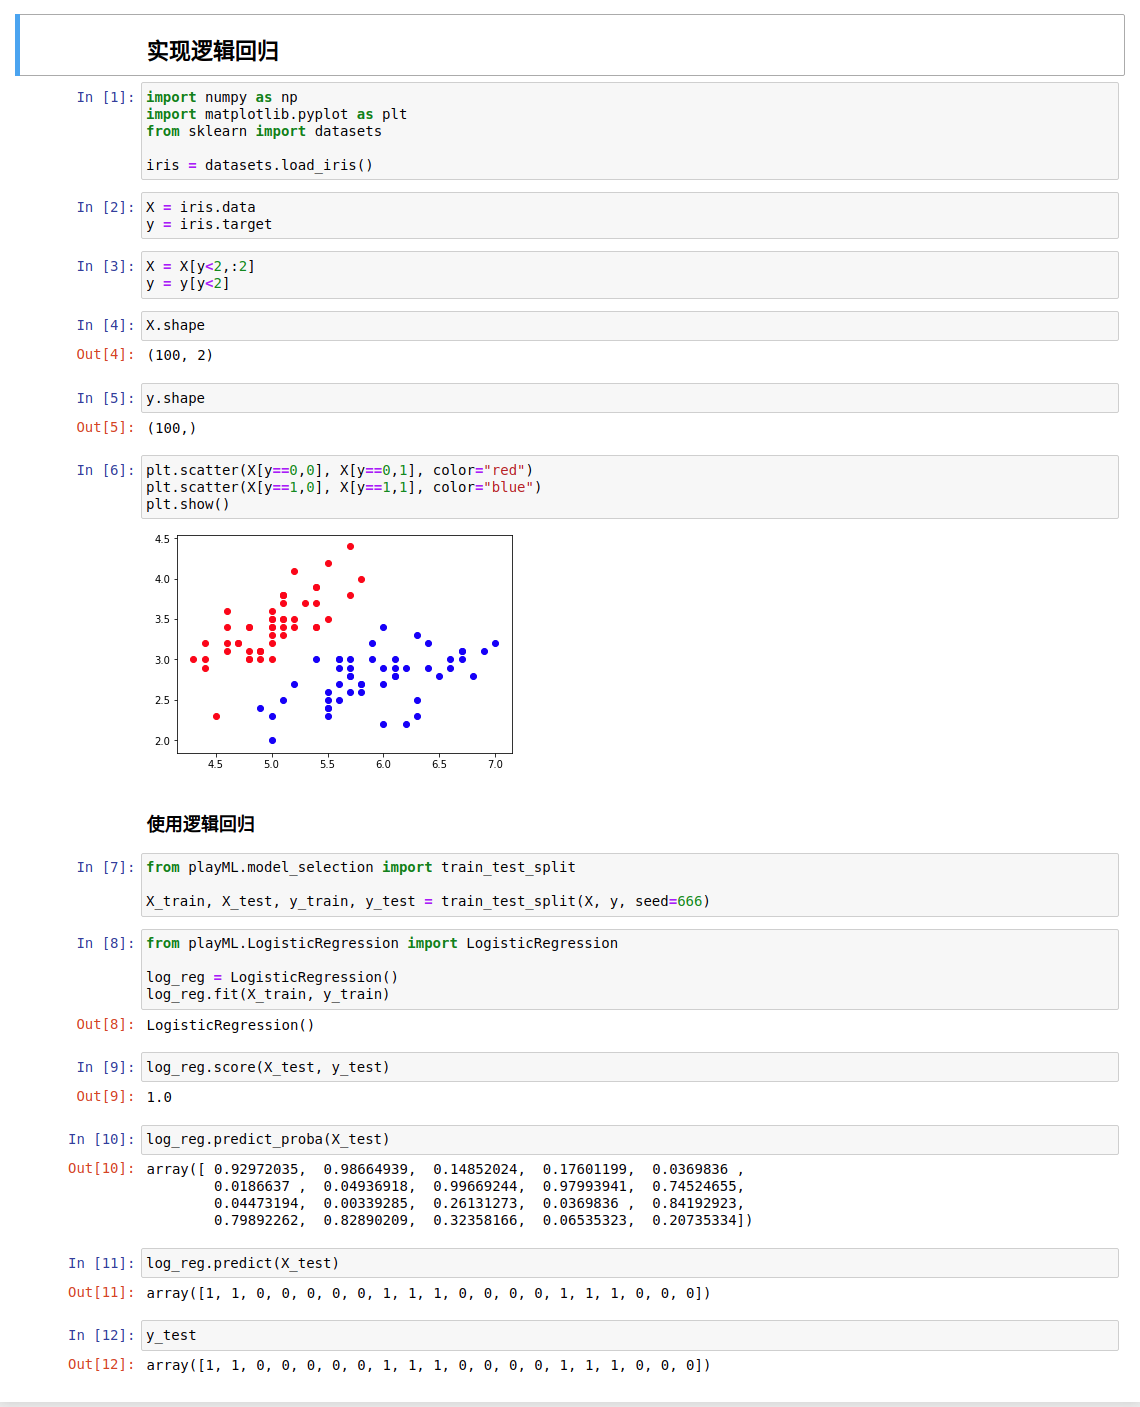 实现逻辑回归
In [1]: import numpy as np
import matplotlib.pyplot as plt
from sklearn import datasets
iris = datasets.load_iris()
In [2]: X = iris.data
y = iris.target
In [3]: X = X[y<2,:2]
y = y[y<2]
In [4]: X.shape
Out[4]: (100, 2)
In [5]: y.shape
Out[5]: (100,)
In [6]: plt.scatter(X[y==0,0], X[y==0,1], color="red")
plt.scatter(X[y==1,0], X[y==1,1], color="blue")
plt.show()
4.5
4.0
3.5
3.0
2.5
2.0
4.5 5.0 5.5 6.0 6.5 7.0
使用逻辑回归
In [7]: from playML.model_selection import train_test_split
X_train, X_test, y_train, y_test = train_test_split(X, y, seed=666)
In [8]: from playML.LogisticRegression import LogisticRegression
log_reg = LogisticRegression()
log_reg.fit(X_train, y_train)
Out[8]: LogisticRegression()
In [9]: log_reg.score(X_test, y_test)
Out[9]: 1.0
In [10]: log_reg.predict_proba(X_test)
Out[10]: array([ 0.92972035,  0.98664939,  0.14852024,  0.17601199,  0.0369836 ,
0.0186637 ,  0.04936918,  0.99669244,  0.97993941,  0.74524655,
0.04473194,  0.00339285,  0.26131273,  0.0369836 ,  0.84192923,
0.79892262,  0.82890209,  0.32358166,  0.06535323,  0.20735334])
In [11]: log_reg.predict(X_test)
Out[11]: array([1, 1, 0, 0, 0, 0, 0, 1, 1, 1, 0, 0, 0, 0, 1, 1, 1, 0, 0, 0])
In [12]: y_test
Out[12]: array([1, 1, 0, 0, 0, 0, 0, 1, 1, 1, 0, 0, 0, 0, 1, 1, 1, 0, 0, 0])